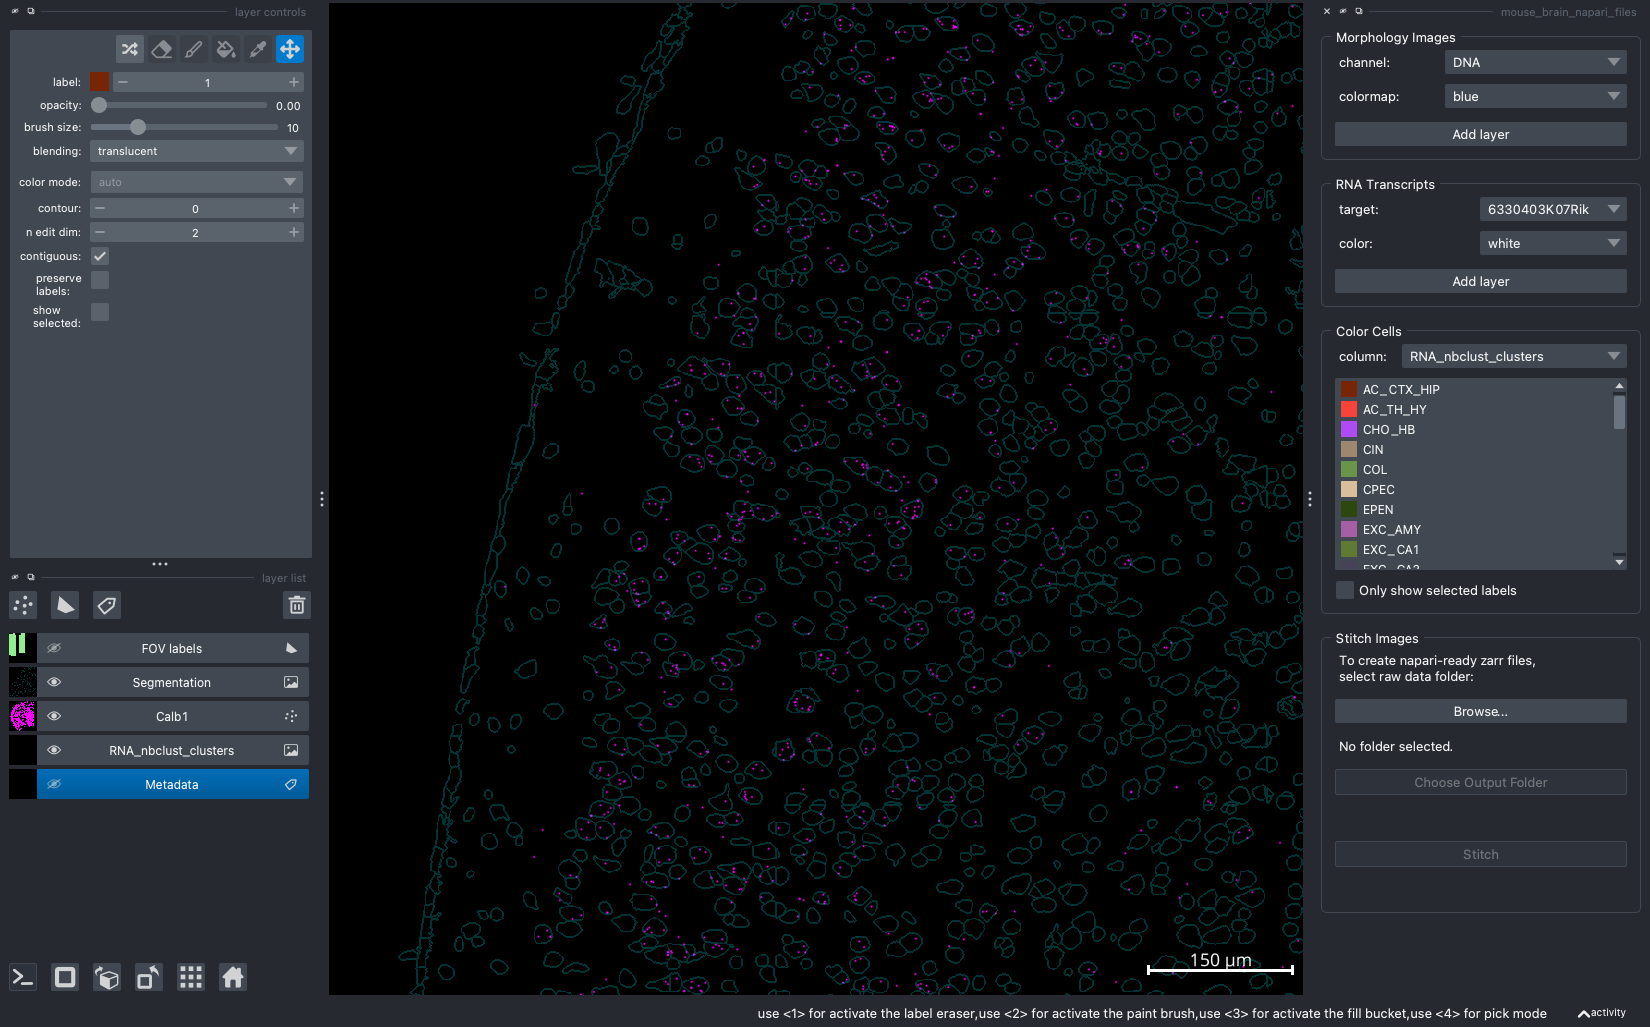 layer controls
label:
1
opacity:
0.00
brush size:
10
blending:
translucent
color mode:
auto
contour:
0
n edit dim:
2
contiguous:
preserve
labels:
show
selected:
layer list
FOV labels
Segmentation
Calb1
RNA_nbclust_clusters
Metadata
150 µm
mouse_brain_napari_files
Morphology Images
channel:
DNA
colormap:
blue
Add layer
RNA Transcripts
target:
6330403K07Rik
color:
white
Add layer
Color Cells
column:
RNA_nbclust_clusters
AC_CTX_HIP
AC_TH_HY
CHO_HB
CIN
COL
CPEC
EPEN
EXC_AMY
EXC_CA1
Only show selected labels
Stitch Images
To create napari-ready zarr files,
select raw data folder:
Browse...
No folder selected.
Choose Output Folder
Stitch
use <1> for activate the label eraser,use <2> for activate the paint brush,use <3> for activate the fill bucket,use <4> for pick mode
activity